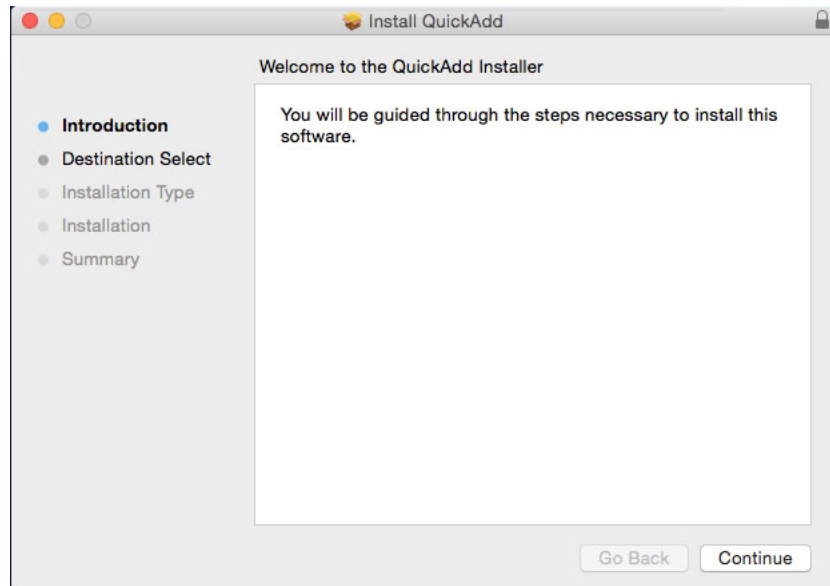 Install QuickAdd
Welcome to the QuickAdd Installer
Introduction
Destination Select
Installation Type
Installation
Summary
You will be guided through the steps necessary to install this
software.
Go Back
Continue